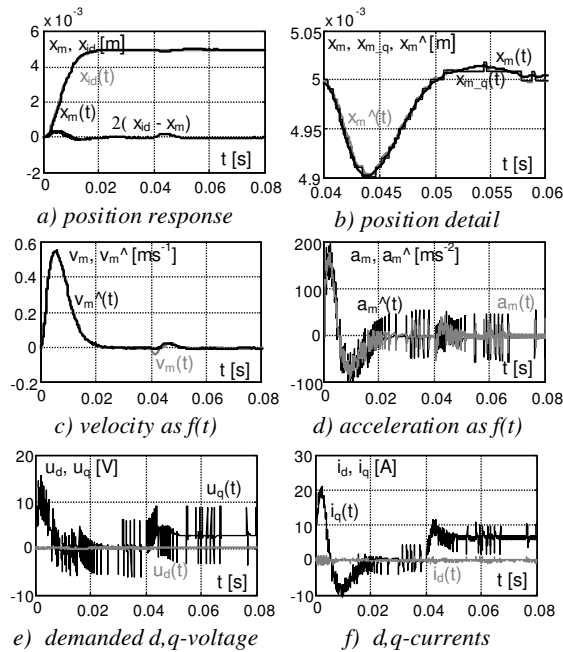 x 10⁻³
x_m, x_id [m]
6
4
2
0
-2
x_id(t)
x_m(t)
2( x_id - x_m)
t [s]
0 0.02 0.04 0.06 0.08
a) position response
x 10⁻³
5.05
x_m, x_m_q, x_m^ [m]
x_m(t)
5
x_m_q(t)
x_m^(t)
4.95
t [s]
4.9
0.04 0.045 0.05 0.055 0.06
b) position detail
0.6
v_m, v_m^ [ms⁻¹]
v_m^(t)
0.4
0.2
0
v_m(t)
t [s]
-0.2
0 0.02 0.04 0.06 0.08
c) velocity as f(t)
200
a_m, a_m^ [ms⁻²]
a_m^(t)
a_m(t)
100
0
t [s]
-100
0 0.02 0.04 0.06 0.08
d) acceleration as f(t)
20
u_d, u_q [V]
u_q(t)
10
0
u_d(t)
t [s]
-10
0 0.02 0.04 0.06 0.08
e) demanded d,q-voltage
30
i_d, i_q [A]
20
i_q(t)
10
0
i_d(t)
t [s]
-10
0 0.02 0.04 0.06 0.08
f) d,q-currents